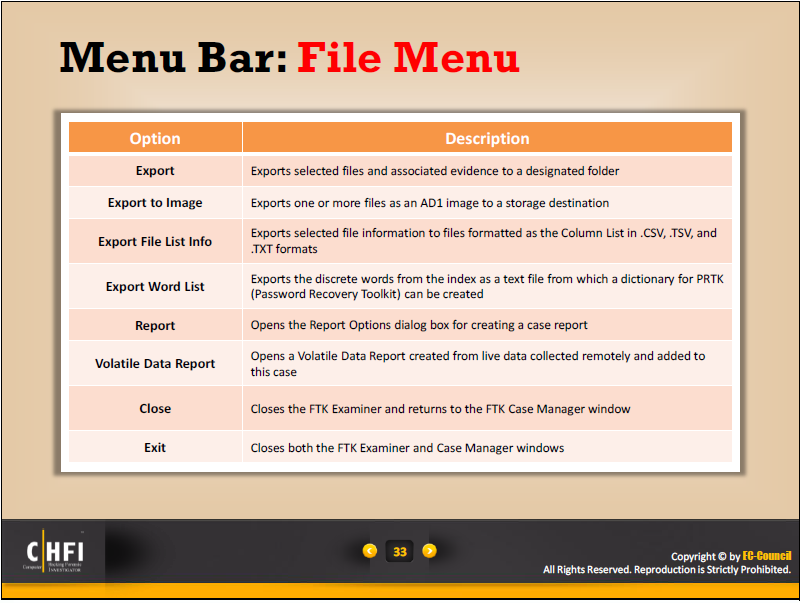 Menu Bar: File Menu
Option Description
Export Exports selected files and associated evidence to a designated folder
Export to Image Exports one or more files as an AD1 image to a storage destination
Export File List Info Exports selected file information to files formatted as the Column List in .CSV, .TSV, and
.TXT formats
Export Word List Exports the discrete words from the index as a text file from which a dictionary for PRTK
(Password Recovery Toolkit) can be created
Report Opens the Report Options dialog box for creating a case report
Volatile Data Report Opens a Volatile Data Report created from live data collected remotely and added to
this case
Close Closes the FTK Examiner and returns to the FTK Case Manager window
Exit Closes both the FTK Examiner and Case Manager windows
CHFI
Computer Hacking Forensic
INVESTIGATOR
33
Copyright © by EC-Council
All Rights Reserved. Reproduction is Strictly Prohibited.